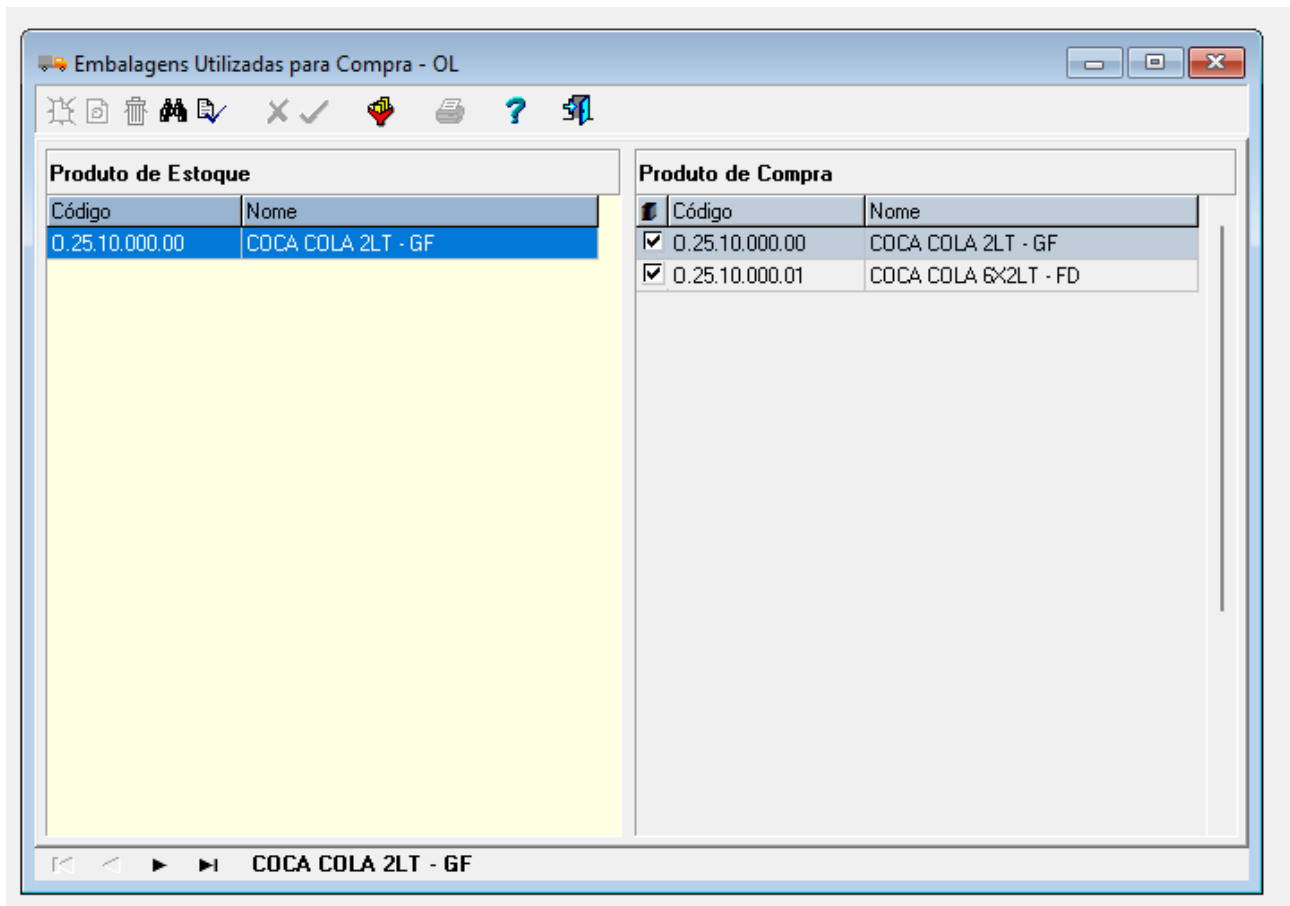 Embalagens Utilizadas para Compra - OL
Produto de Estoque
Código Nome
0.25.10.000.00 COCA COLA 2LT - GF
Produto de Compra
Código Nome
0.25.10.000.00 COCA COLA 2LT - GF
0.25.10.000.01 COCA COLA 6X2LT - FD
COCA COLA 2LT - GF